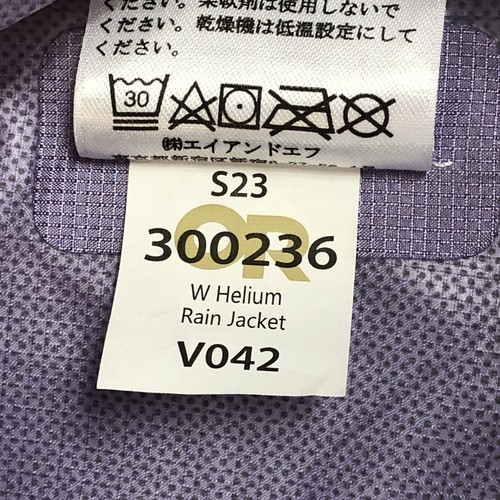 ください。柔軟剤は使用しないで
ください。乾燥機は低温設定にして
ください。
30
㈱エイアンドエフ
S23
OR
300236
W Helium
Rain Jacket
V042